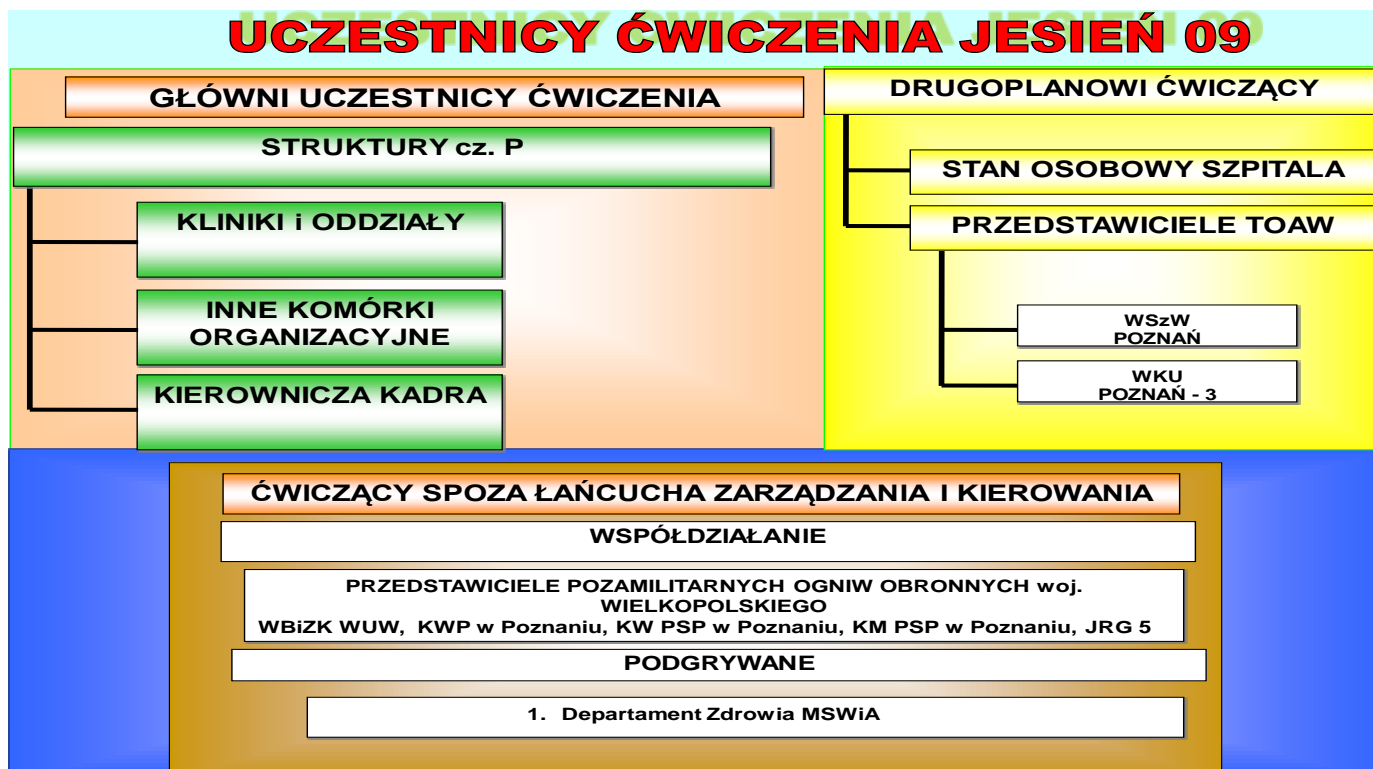 UCZESTNICY ĆWICZENIA JESIEŃ 09
GŁÓWNI UCZESTNICY ĆWICZENIA
STRUKTURY cz. P
KLINIKI i ODDZIAŁY
INNE KOMÓRKI
ORGANIZACYJNE
KIEROWNICZA KADRA
DRUGOPLANOWI ĆWICZĄCY
STAN OSOBOWY SZPITALA
PRZEDSTAWICIELE TOAW
WSzW
POZNAŃ
WKU
POZNAŃ - 3
ĆWICZĄCY SPOZA ŁAŃCUCHA ZARZĄDZANIA I KIEROWANIA
WSPÓŁDZIAŁANIE
PRZEDSTAWICIELE POZAMILITARNYCH OGNIW OBRONNYCH woj.
WIELKOPOLSKIEGO
WBiZK WUW, KWP w Poznaniu, KW PSP w Poznaniu, KM PSP w Poznaniu, JRG 5
PODGRYWANE
1. Departament Zdrowia MSWiA